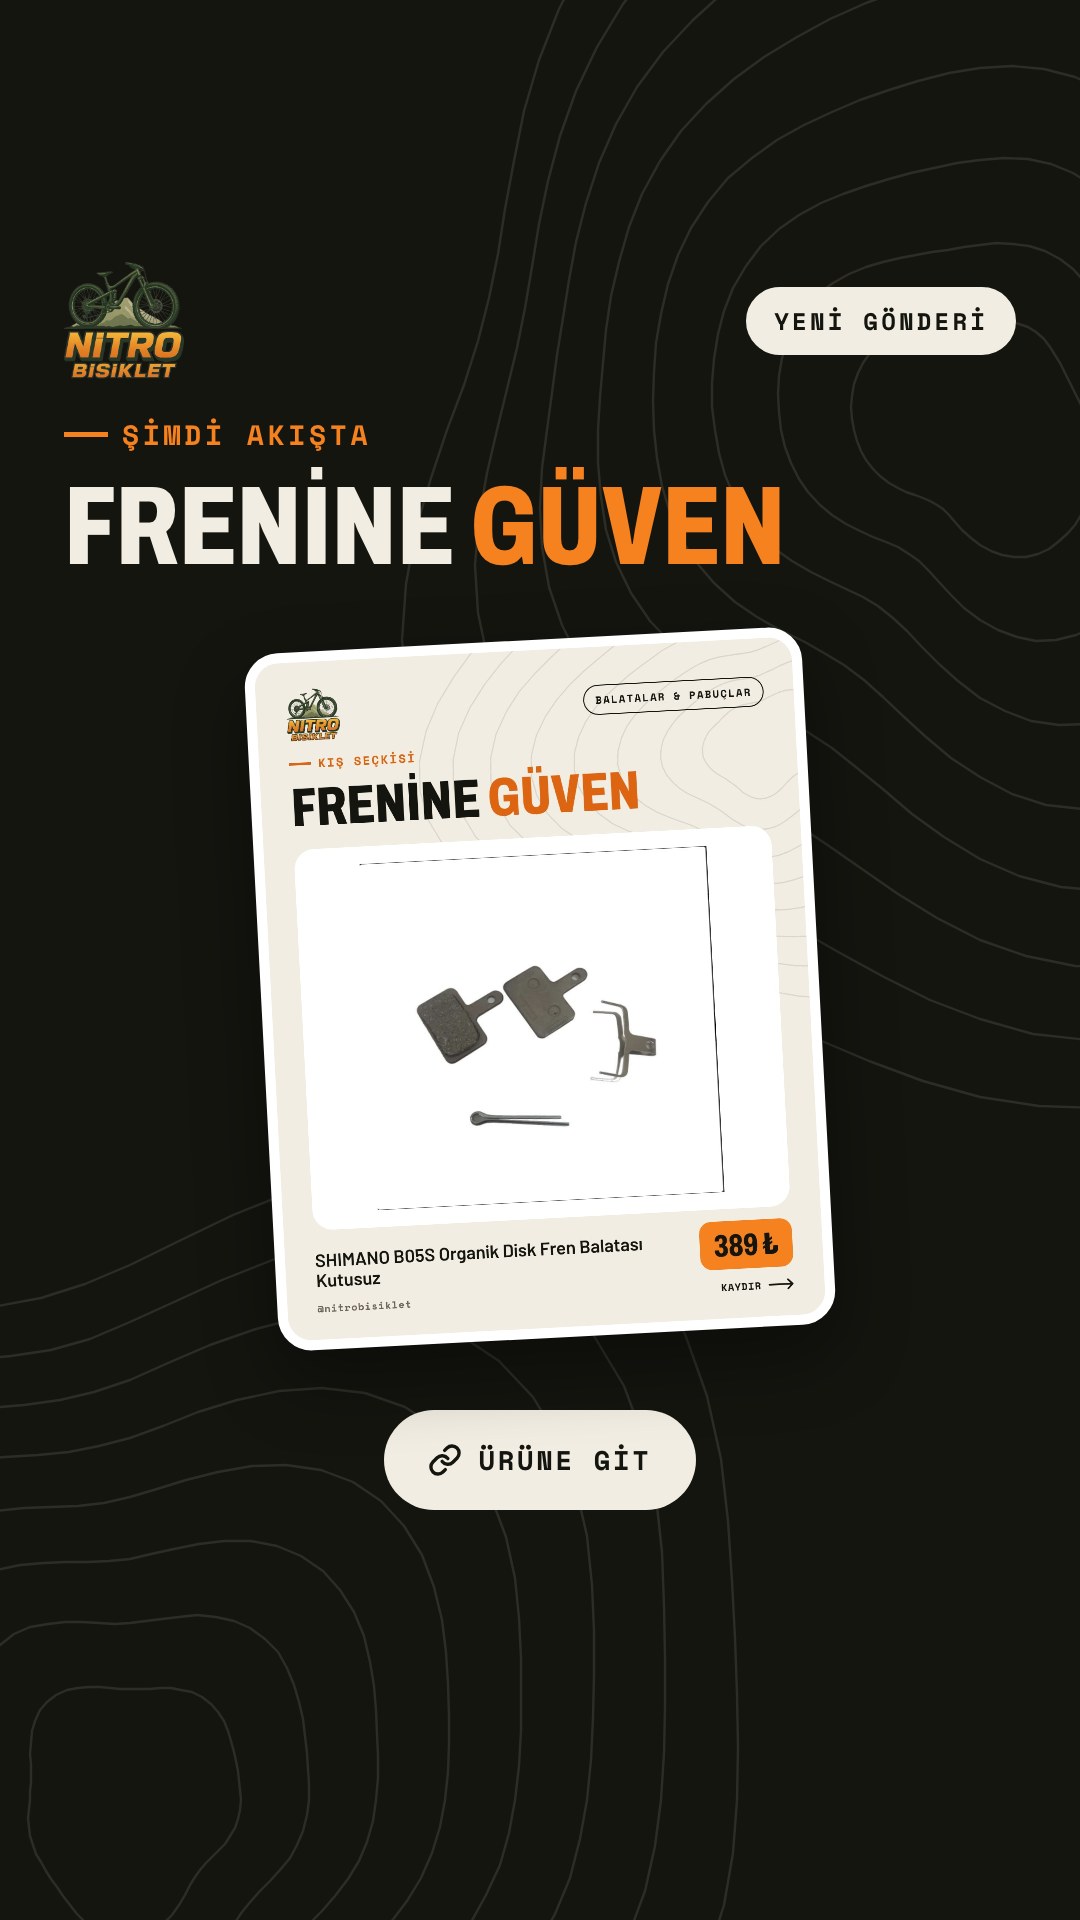 NiTRO
BiSiKLET
YENİ GÖNDERİ
ŞİMDİ AKIŞTA
FRENİNE GÜVEN
NiTRO
BiSiKLET
BALATALAR & PABUÇLAR
KIŞ SEÇKİSİ
FRENİNE GÜVEN
SHIMANO B05S Organik Disk Fren Balatası
Kutusuz
389 ₺
KAYDIR
@nitrobisiklet
ÜRÜNE GİT